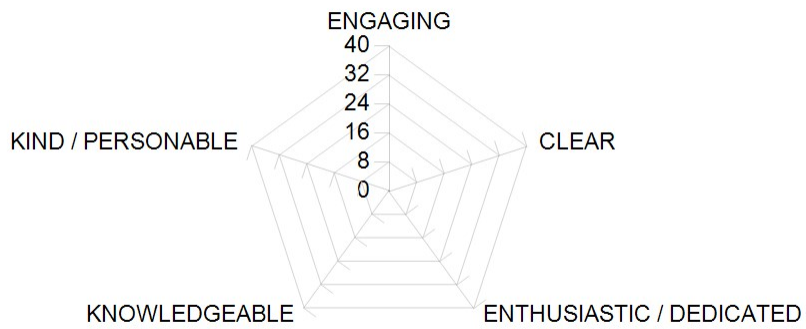 ENGAGING
40
32
24
16
8
0
KIND / PERSONABLE
CLEAR
KNOWLEDGEABLE
ENTHUSIASTIC / DEDICATED